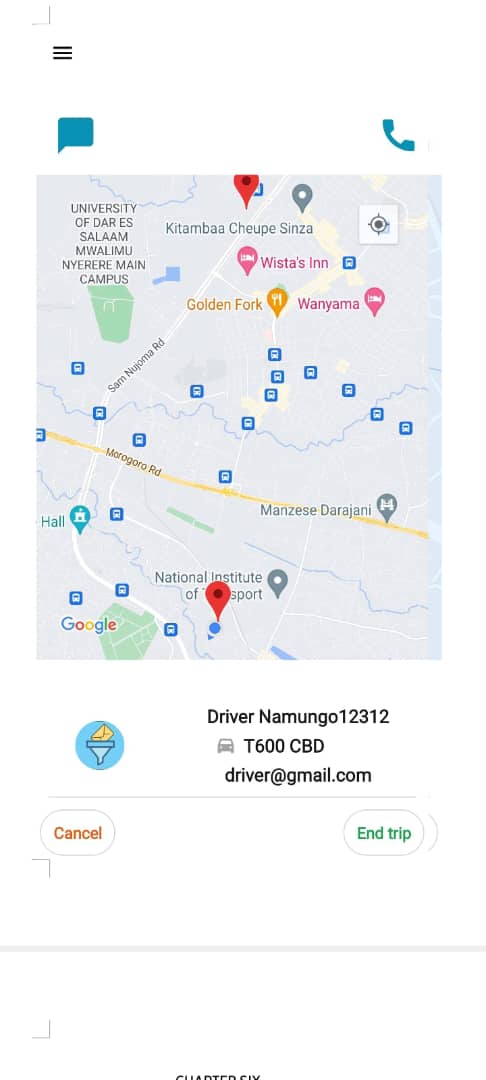 UNIVERSITY
OF DAR ES
SALAAM
MWALIMU
NYERERE MAIN
CAMPUS
Kitambaa Cheupe Sinza
Wista's Inn
Golden Fork
Wanyama
Sam Nujoma Rd
Morogoro Rd
Manzese Darajani
Hall
National Institute
of sport
Google
Driver Namungo12312
T600 CBD
driver@gmail.com
Cancel
End trip
CHAPTER SIX